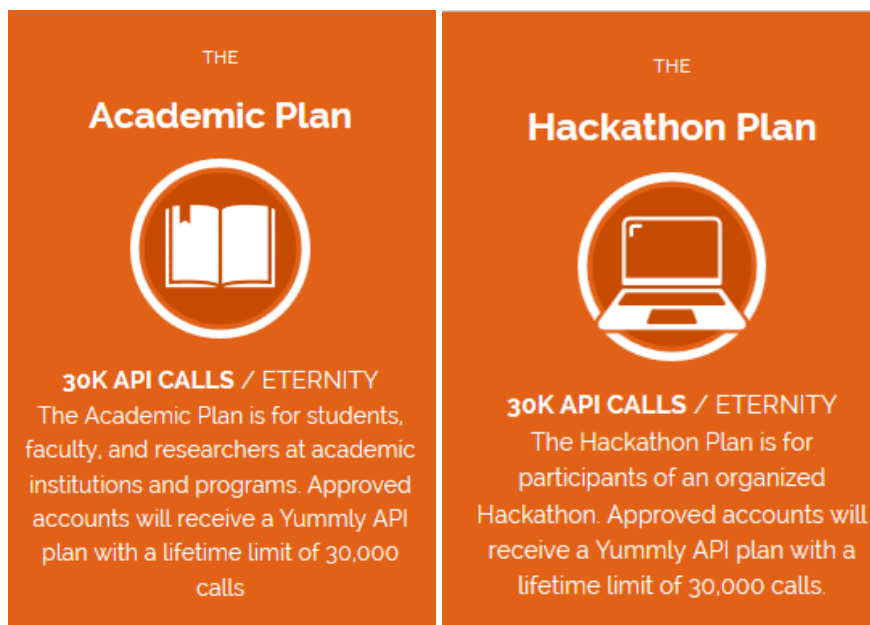 THE
Academic Plan
30K API CALLS / ETERNITY
The Academic Plan is for students,
faculty, and researchers at academic
institutions and programs. Approved
accounts will receive a Yummly API
plan with a lifetime limit of 30,000
calls
THE
Hackathon Plan
30K API CALLS / ETERNITY
The Hackathon Plan is for
participants of an organized
Hackathon. Approved accounts will
receive a Yummly API plan with a
lifetime limit of 30,000 calls.